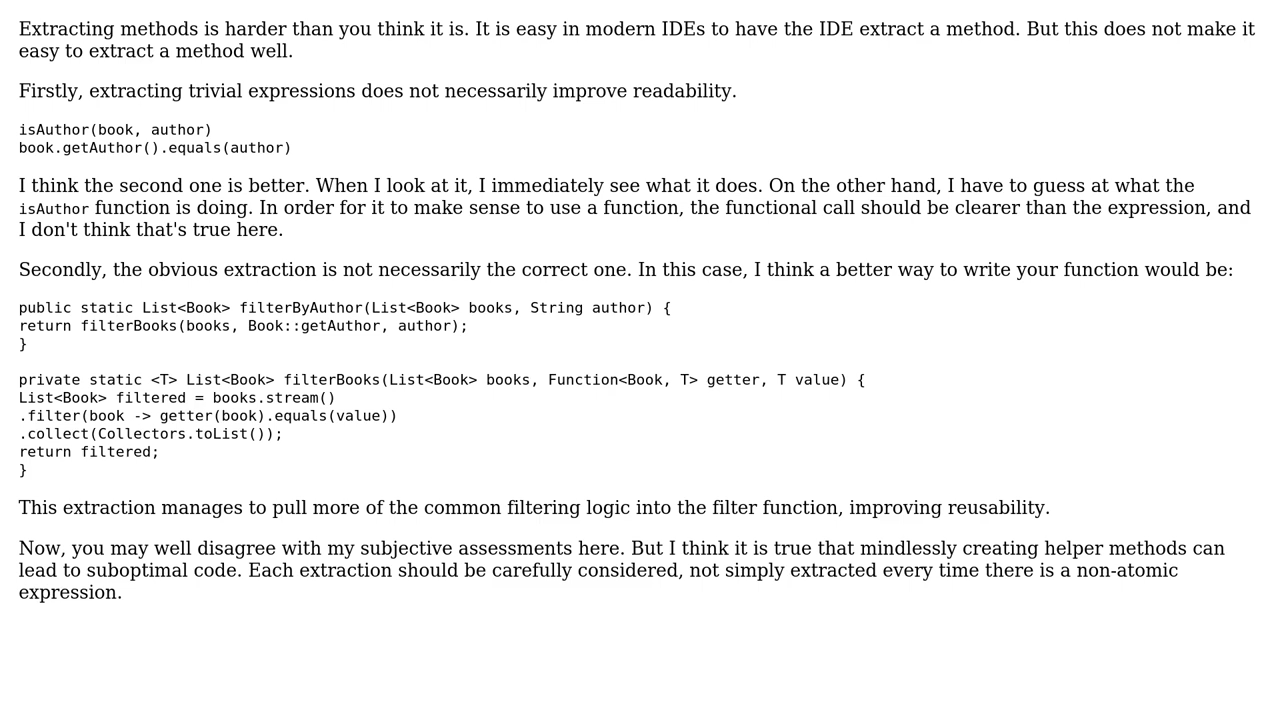 Extracting methods is harder than you think it is. It is easy in modern IDEs to have the IDE extract a method. But this does not make it
easy to extract a method well.
Firstly, extracting trivial expressions does not necessarily improve readability.
isAuthor(book, author)
book.getAuthor().equals(author)
I think the second one is better. When I look at it, I immediately see what it does. On the other hand, I have to guess at what the
isAuthor function is doing. In order for it to make sense to use a function, the functional call should be clearer than the expression, and
I don't think that's true here.
Secondly, the obvious extraction is not necessarily the correct one. In this case, I think a better way to write your function would be:
public static List<Book> filterByAuthor(List<Book> books, String author) {
return filterBooks(books, Book::getAuthor, author);
}
private static <T> List<Book> filterBooks(List<Book> books, Function<Book, T> getter, T value) {
List<Book> filtered = books.stream()
.filter(book -> getter(book).equals(value))
.collect(Collectors.toList());
return filtered;
}
This extraction manages to pull more of the common filtering logic into the filter function, improving reusability.
Now, you may well disagree with my subjective assessments here. But I think it is true that mindlessly creating helper methods can
lead to suboptimal code. Each extraction should be carefully considered, not simply extracted every time there is a non-atomic
expression.